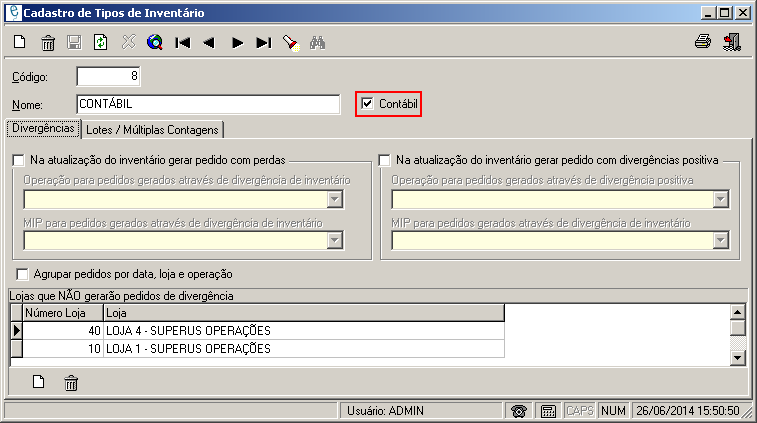 Cadastro de Tipos de Inventário
Código: 8
Nome: CONTÁBIL Contábil
Divergências Lotes / Múltiplas Contagens
Na atualização do inventário gerar pedido com perdas
Na atualização do inventário gerar pedido com divergências positiva
Operação para pedidos gerados através de divergência de inventário
Operação para pedidos gerados através de divergência positiva
MIP para pedidos gerados através de divergência de inventário
MIP para pedidos gerados através de divergência de inventário
Agrupar pedidos por data, loja e operação
Lojas que NÃO gerarão pedidos de divergência
Número Loja Loja
40 LOJA 4 - SUPERUS OPERAÇÕES
10 LOJA 1 - SUPERUS OPERAÇÕES
Usuário: ADMIN CAPS NUM 26/06/2014 15:50:50